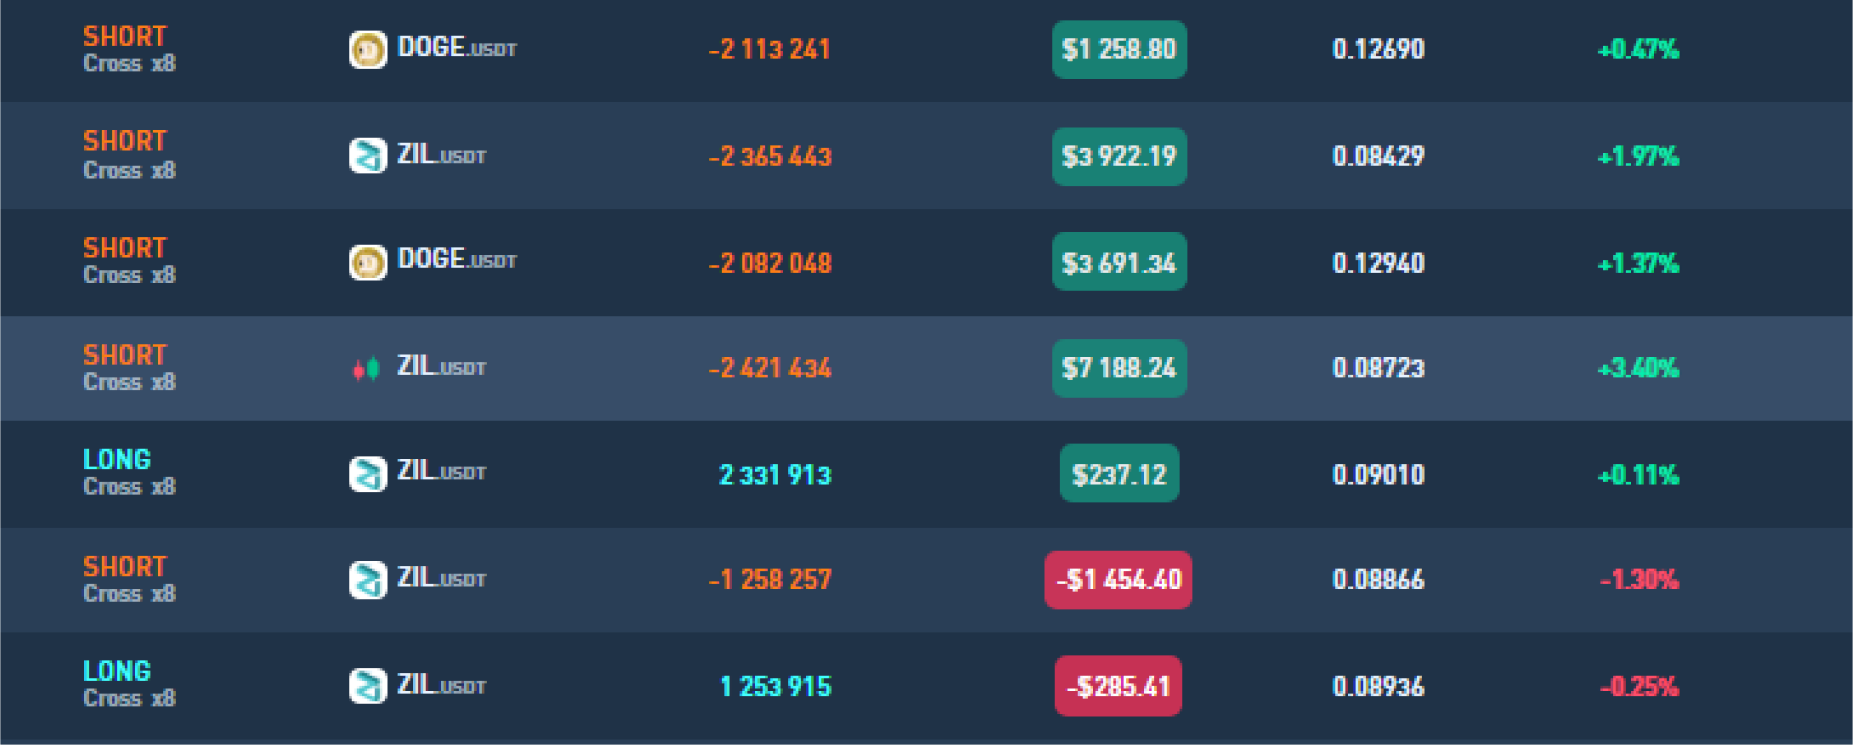 SHORT DOGE.USDT -2 113 241 $1 258.80 0.12690 +0.47%
Cross x8
SHORT ZIL.USDT -2 365 443 $3 922.19 0.08429 +1.97%
Cross x8
SHORT DOGE.USDT -2 082 048 $3 691.34 0.12940 +1.37%
Cross x8
SHORT ZIL.USDT -2 421 434 $7 188.24 0.08723 +3.40%
Cross x8
LONG ZIL.USDT 2 331 913 $237.12 0.09010 +0.11%
Cross x8
SHORT ZIL.USDT -1 258 257 -$1 454.40 0.08866 -1.30%
Cross x8
LONG ZIL.USDT 1 253 915 -$285.41 0.08936 -0.25%
Cross x8